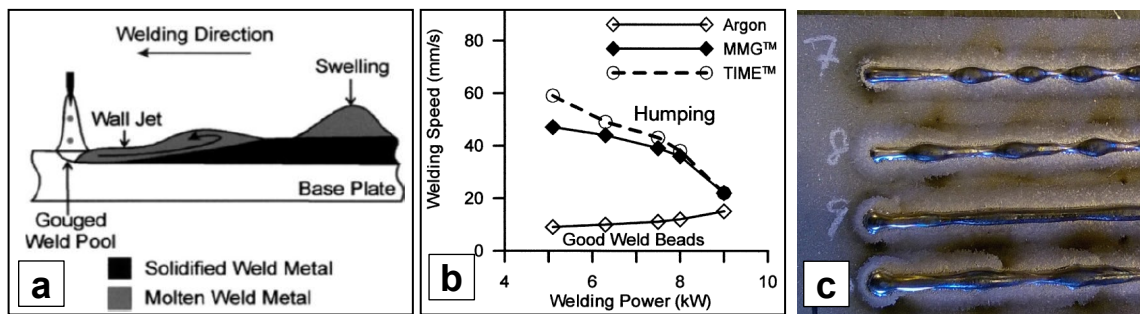 Welding Direction
Swelling
Wall Jet
Base Plate
Gouged
Weld Pool
Solidified Weld Metal
Molten Weld Metal
a
Argon
MMG™
TIME™
80
60
40
20
0
Welding Speed (mm/s)
Humping
Good Weld Beads
4 6 8 10
Welding Power (kW)
b
7
8
9
c